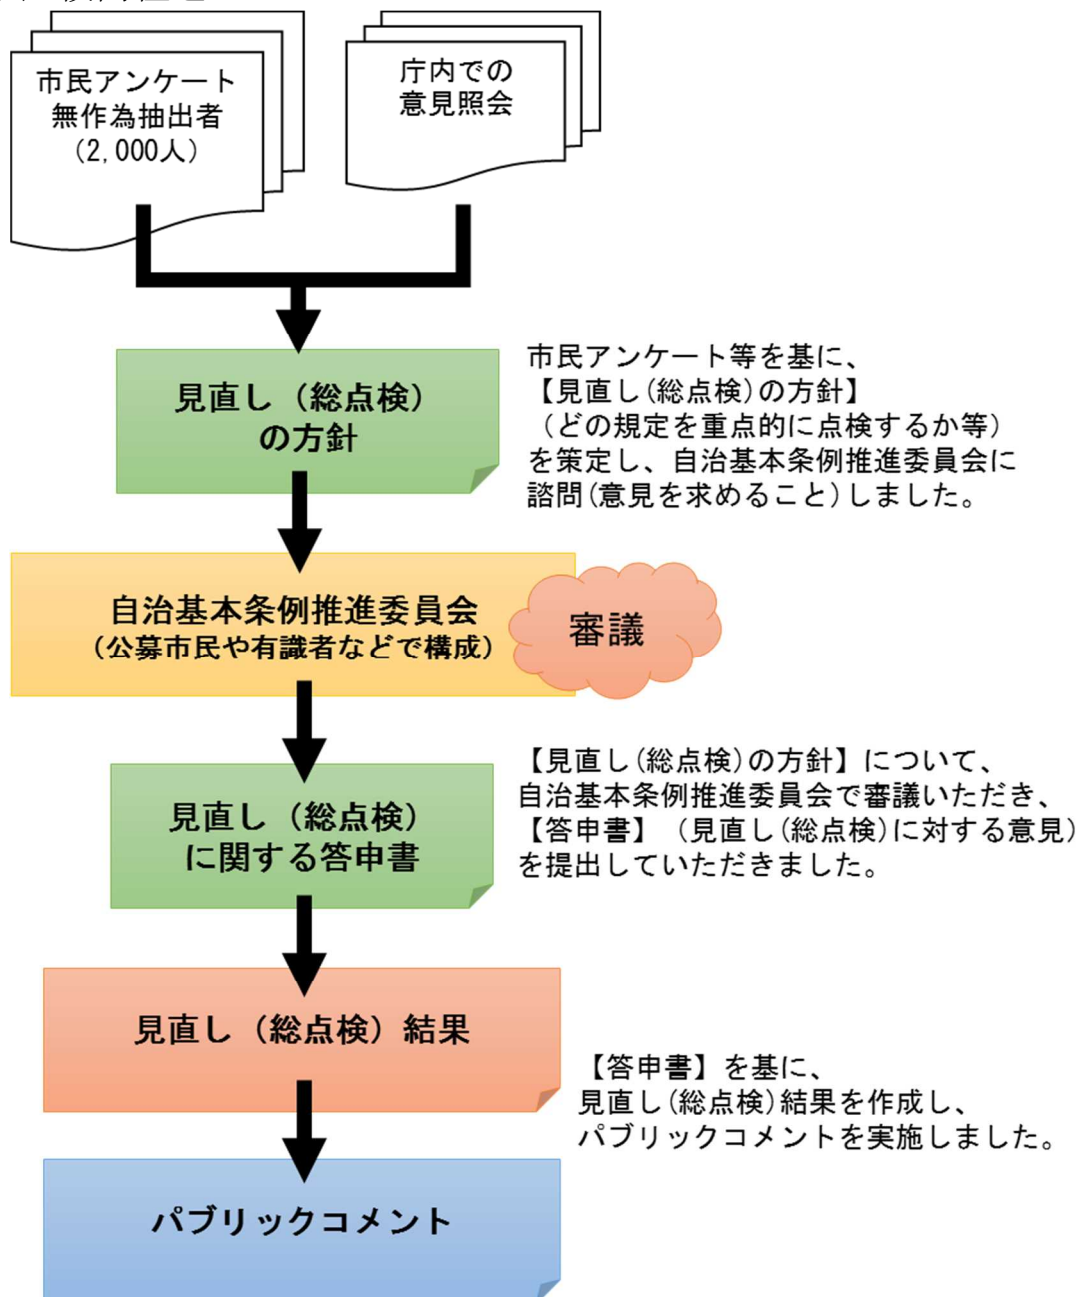 市民アンケート
無作為抽出者
(2,000人)
庁内での
意見照会
見直し（総点検）
の方針
市民アンケート等を基に、
【見直し(総点検)の方針】
（どの規定を重点的に点検するか等）
を策定し、自治基本条例推進委員会に
諮問(意見を求めること)しました。
自治基本条例推進委員会
（公募市民や有識者などで構成）
審議
見直し（総点検）
に関する答申書
【見直し(総点検)の方針】について、
自治基本条例推進委員会で審議いただき、
【答申書】（見直し(総点検)に対する意見）
を提出していただきました。
見直し（総点検）結果
【答申書】を基に、
見直し(総点検)結果を作成し、
パブリックコメントを実施しました。
パブリックコメント